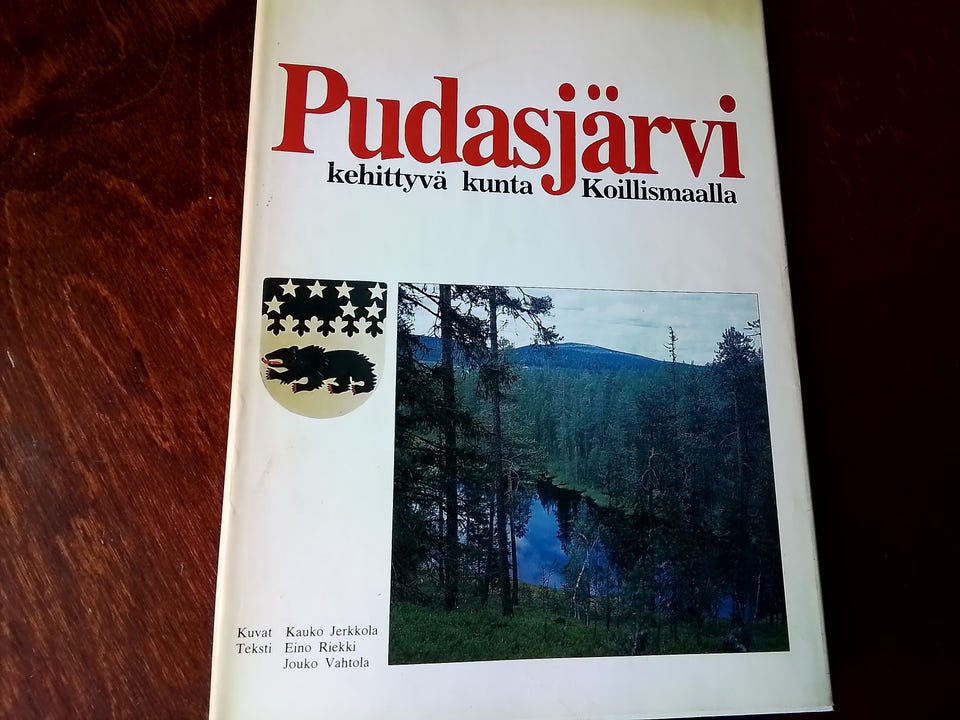 Pudasjärvi
kehittyvä kunta Koillismaalla
Kuvat Kauko Jerkkola
Teksti Eino Riekki
Jouko Vahtola